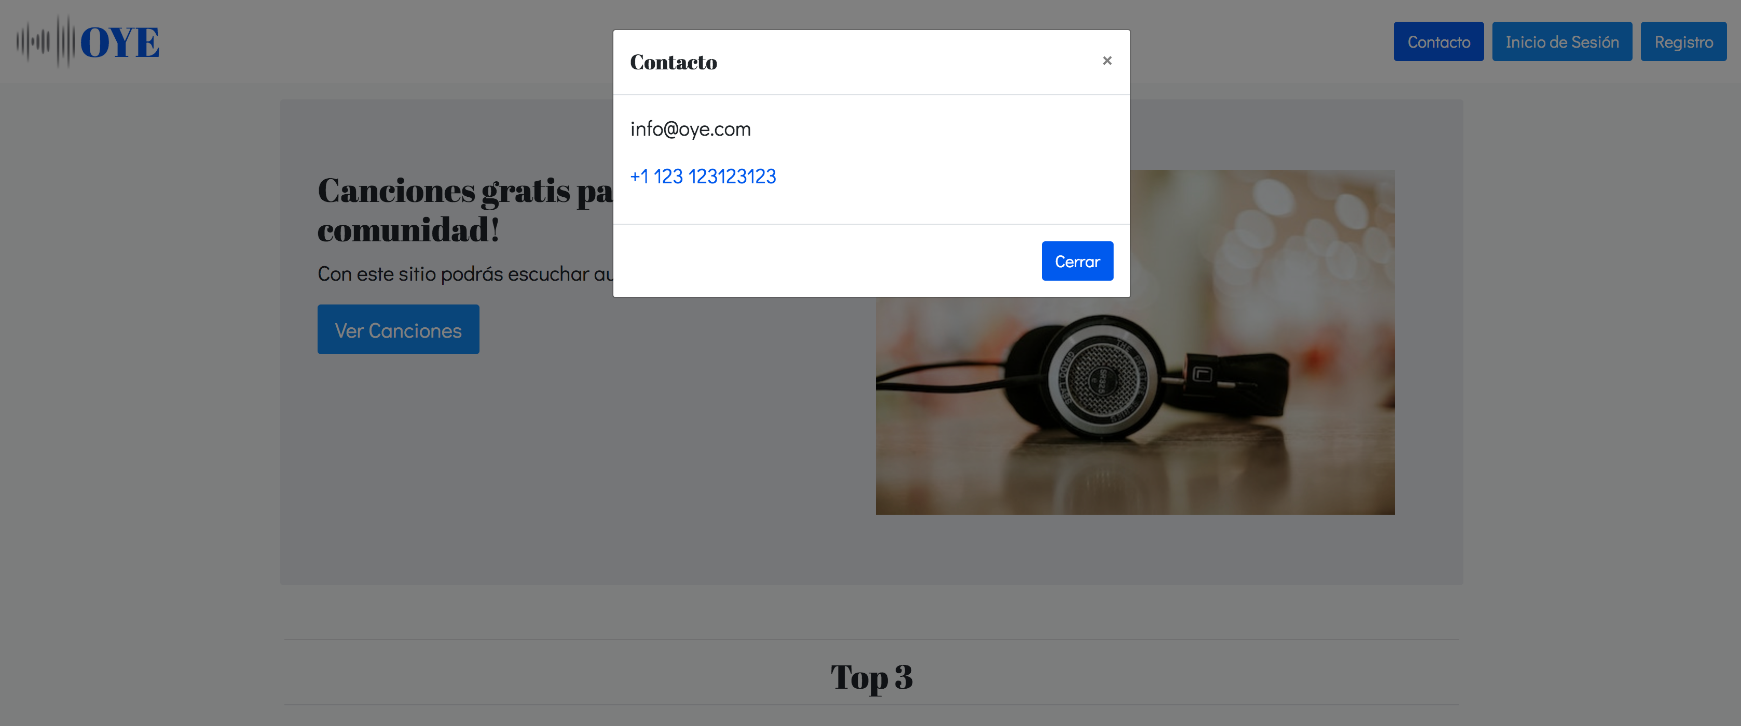 OYE
Contacto
Inicio de Sesión
Registro
Contacto
×
info@oye.com
+1 123 123123123
Cerrar
Canciones gratis pa
comunidad!
Con este sitio podrás escuchar au
Ver Canciones
Top 3